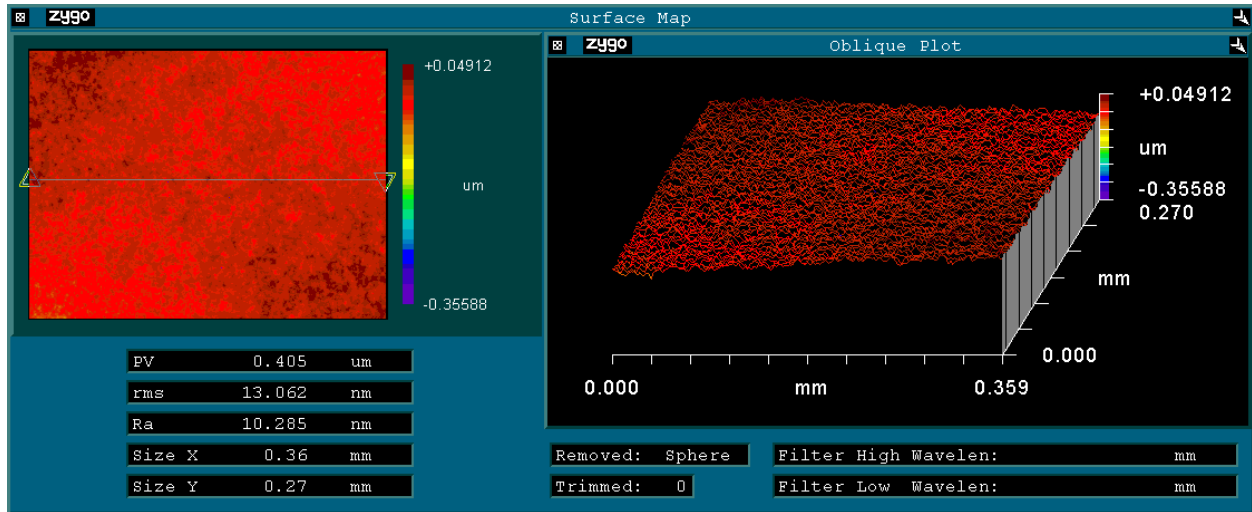 zygo Surface Map
+0.04912
um
-0.35588
zygo Oblique Plot
+0.04912
um
-0.35588
0.270
mm
0.000
0.000 mm 0.359
PV 0.405 um
rms 13.062 nm
Ra 10.285 nm
Size X 0.36 mm
Size Y 0.27 mm
Removed: Sphere
Trimmed: 0
Filter High Wavelen: mm
Filter Low Wavelen: mm